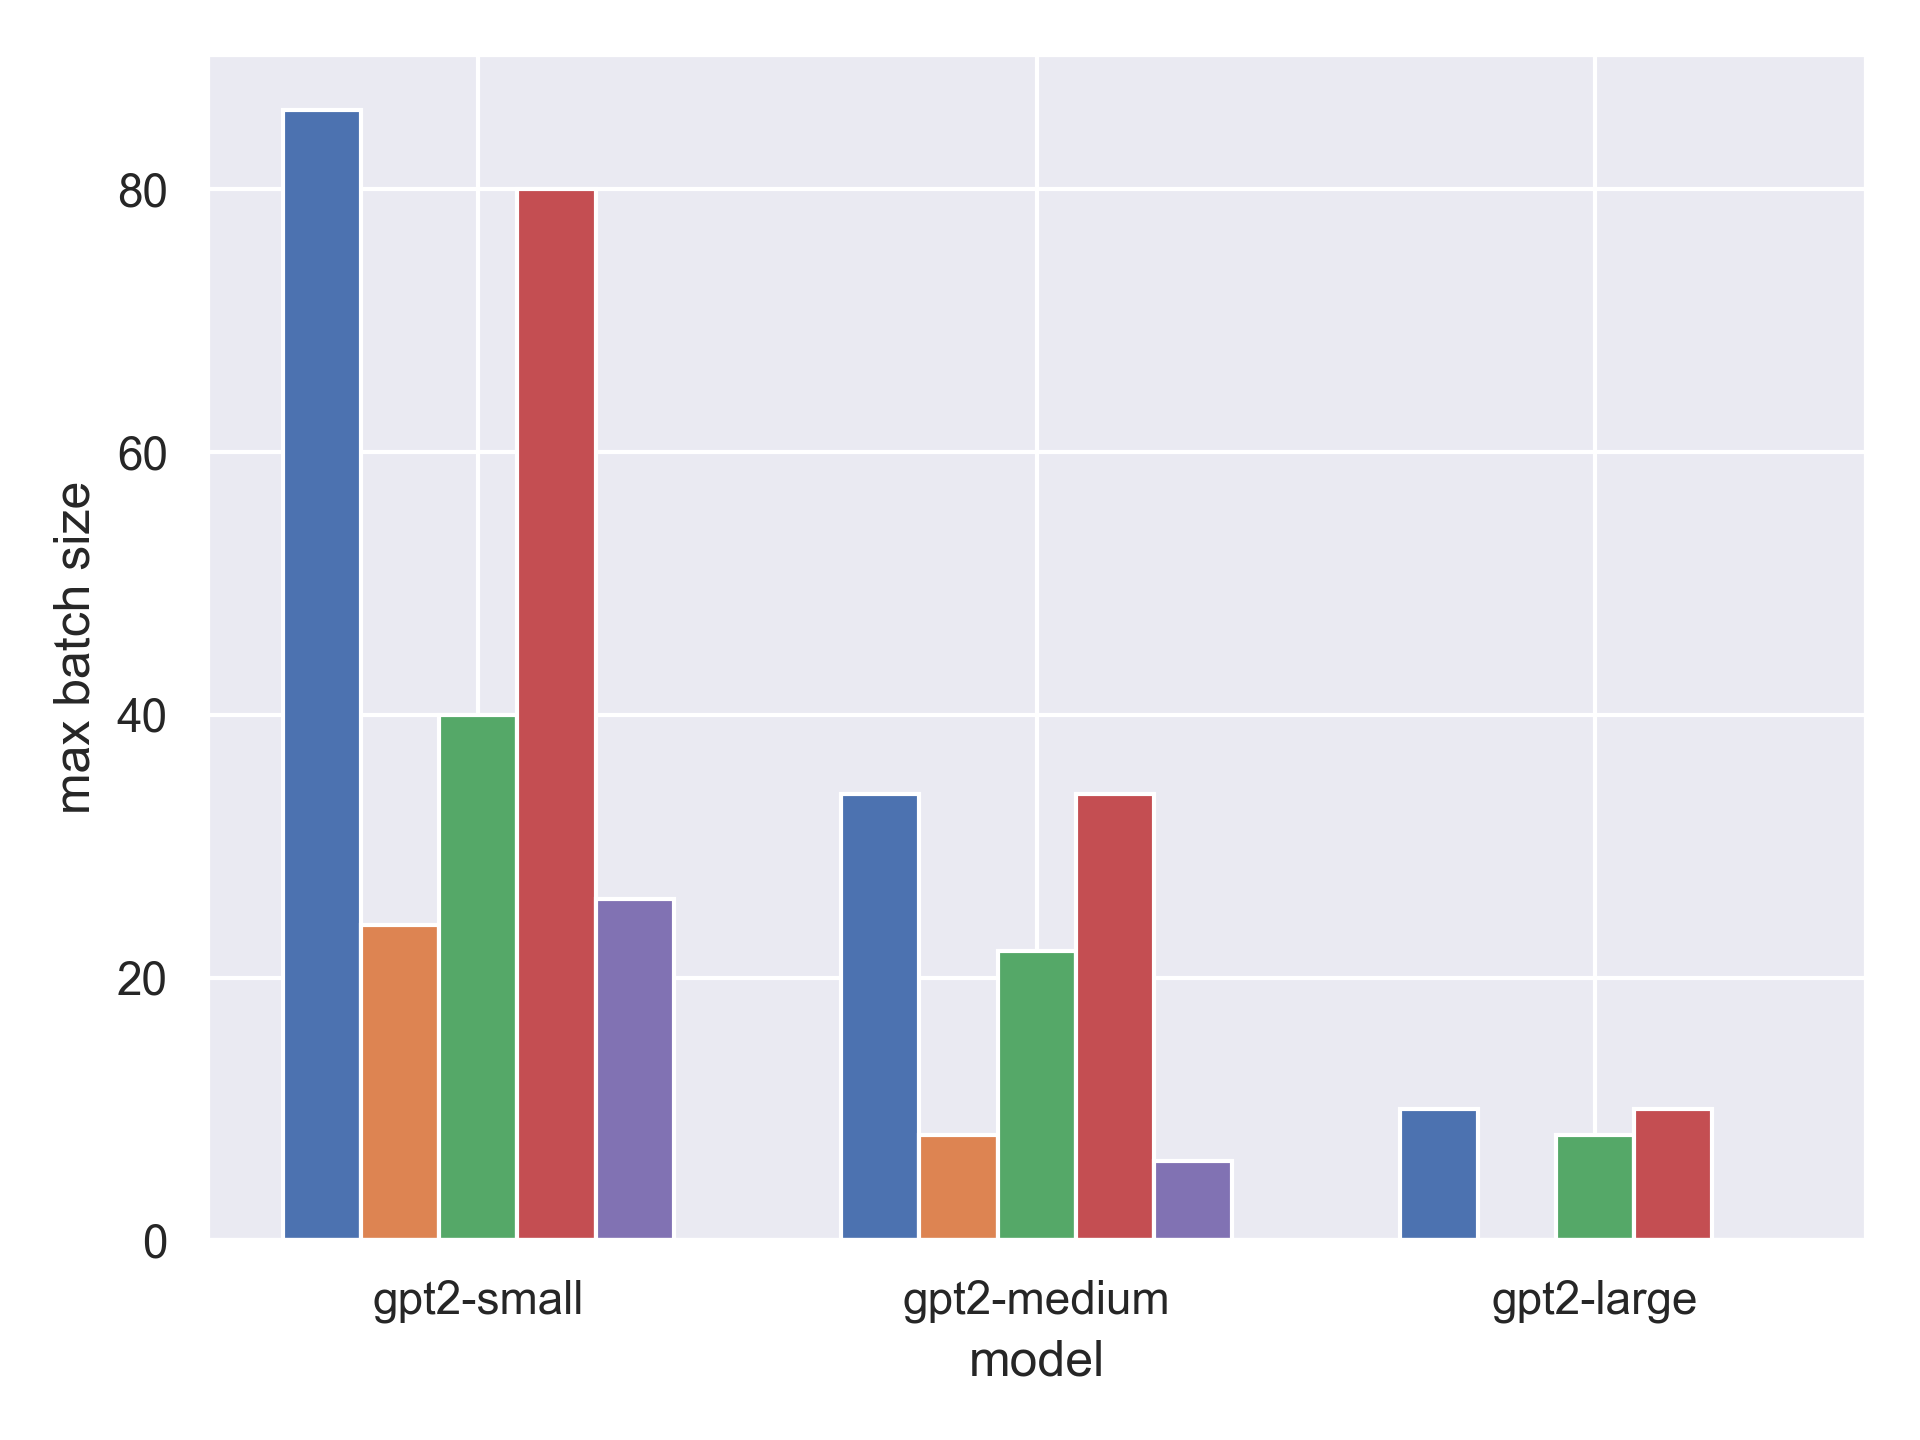 80
60
40
20
0
max batch size
gpt2-small
gpt2-medium
gpt2-large
model